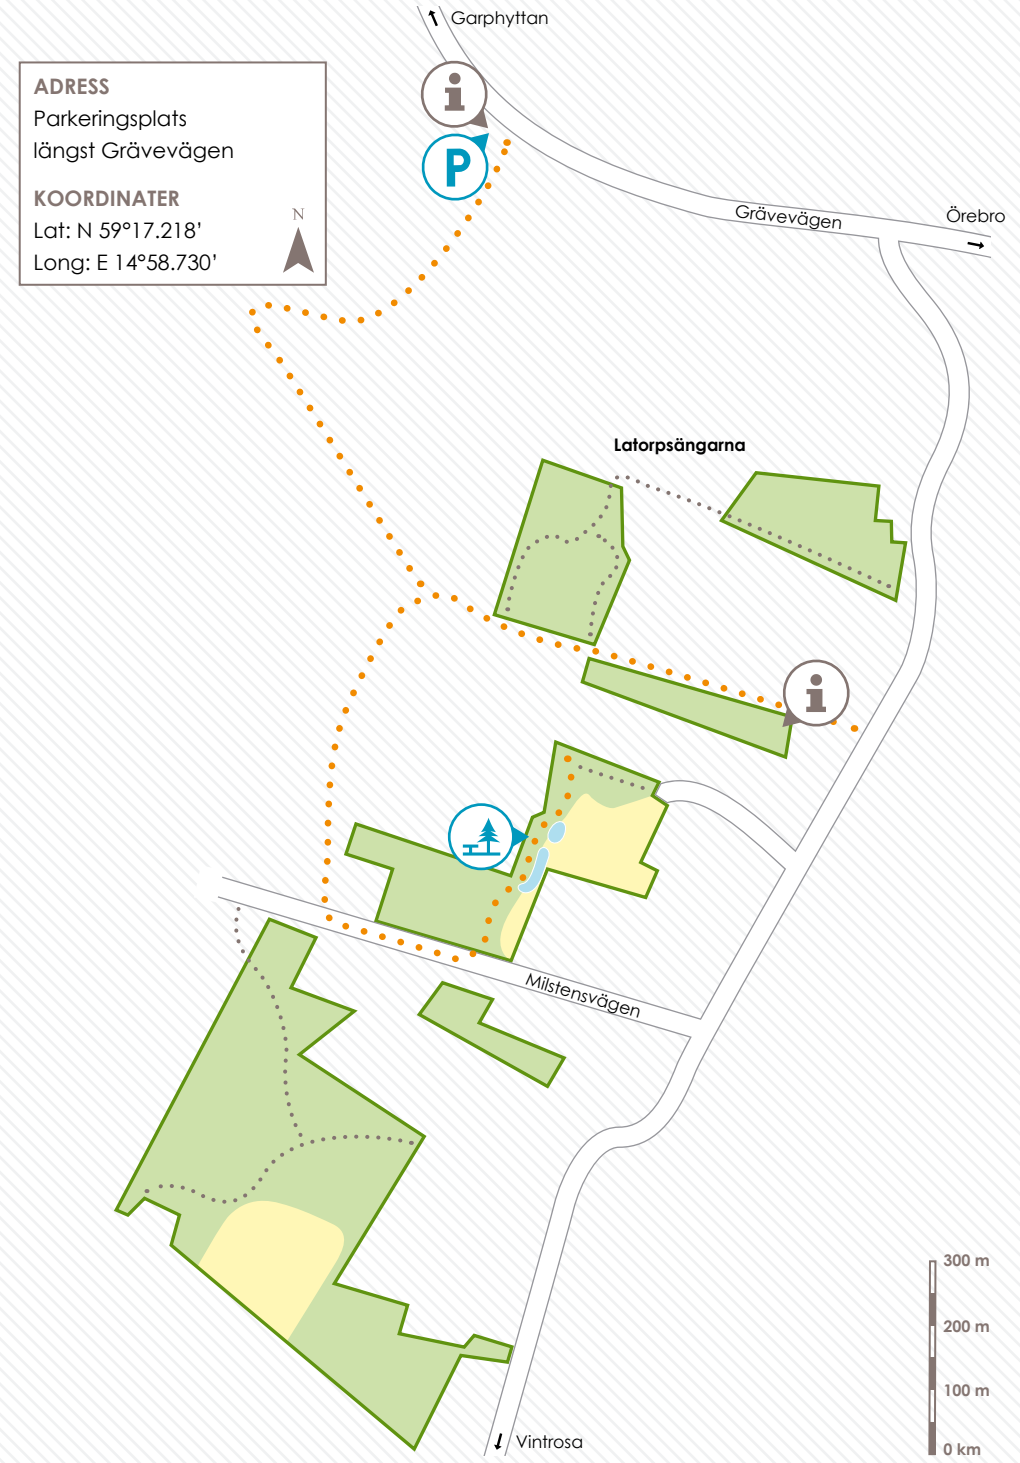 Garphyttan
ADRESS
Parkeringsplats
längst Grävevägen
KOORDINATER
Lat: N 59°17.218’
Long: E 14°58.730’
N
i
P
Grävevägen
Örebro
Latorpsängarna
i
Milstensvägen
300 m
200 m
100 m
0 km
Vintrosa